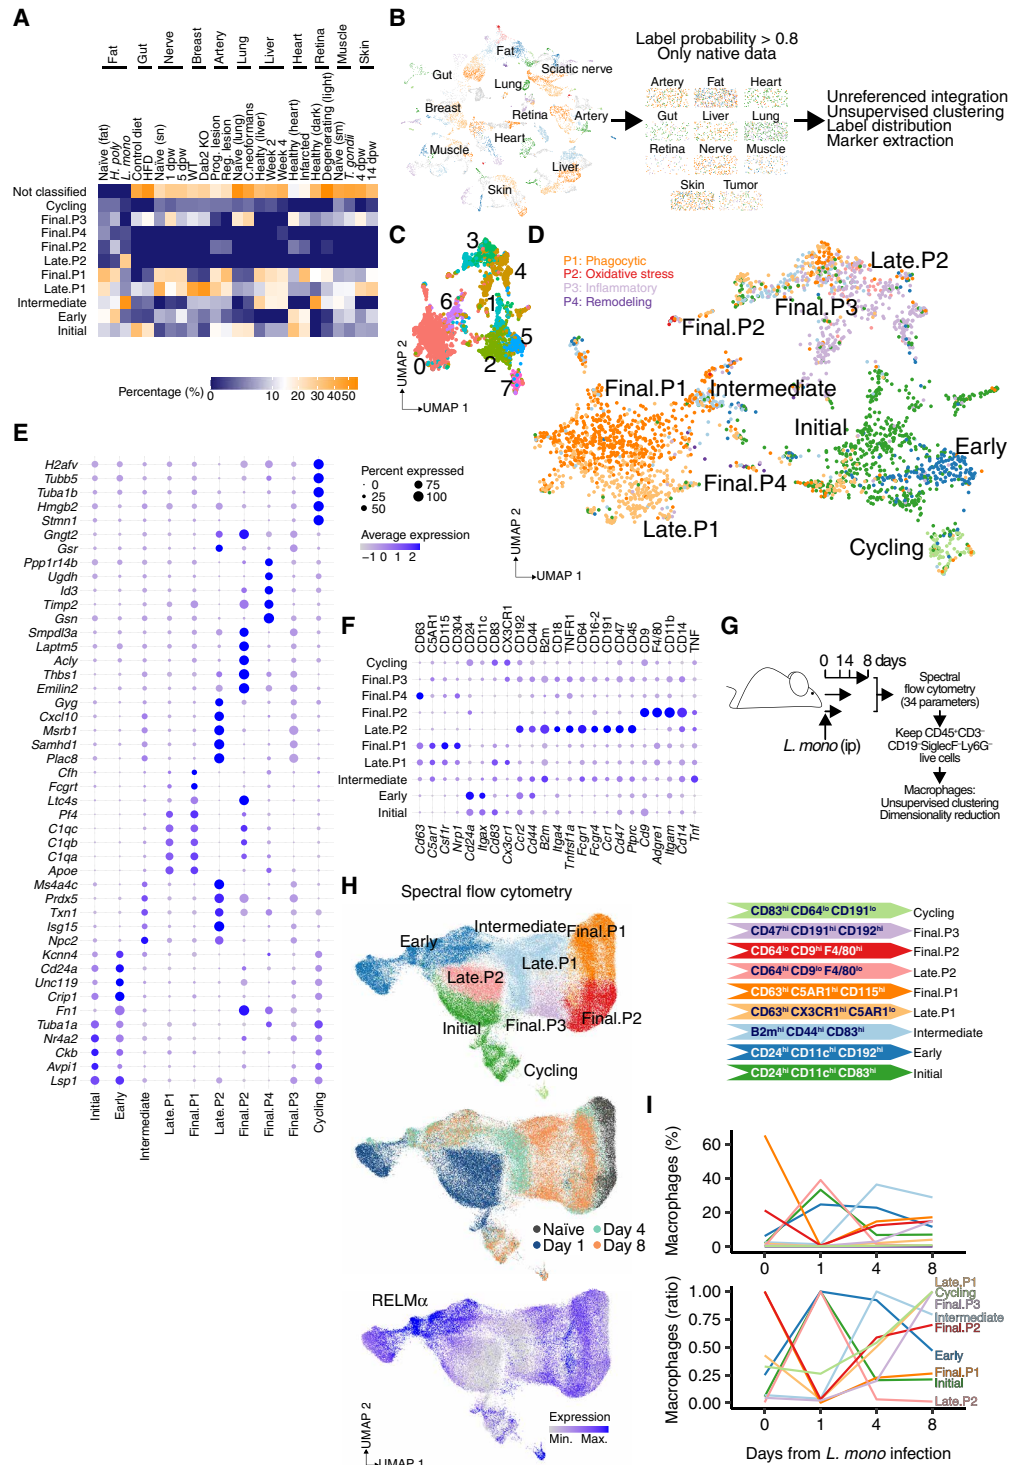 A
Fat
Gut
Nerve
Breast
Artery
Lung
Liver
Heart
Retina
Muscle
Skin
Naïve (fat)
H. poly
L. mono
Control diet
HFD
Naïve (sn)
1 dpw
5 dpw
WT
Dab2 KO
Prog. lesion
Reg. lesion
Naïve (lung)
C.neoformans
Healty (liver)
Week 2
Week 4
Healthy (heart)
Infarcted
Healthy (dark)
Degenerating (light)
Naïve (sm)
T. gondii
4 dpw
14 dpw
Not classified
Cycling
Final.P3
Final.P4
Final.P2
Late.P2
Final.P1
Late.P1
Intermediate
Early
Initial
Percentage (%)
0 10 20 30 40 50
B
Fat
Gut
Sciatic nerve
Lung
Breast
Retina
Artery
Heart
Muscle
Liver
Skin
Label probability > 0.8
Only native data
Artery Fat Heart
Gut Liver Lung
Retina Nerve Muscle
Skin Tumor
Unreferenced integration
Unsupervised clustering
Label distribution
Marker extraction
C
3
4
6
1
5
0
2
7
UMAP 2
UMAP 1
D
P1: Phagocytic
P2: Oxidative stress
P3: Inflammatory
P4: Remodeling
Late.P2
Final.P3
Final.P2
Final.P1
Intermediate
Initial
Early
Final.P4
Late.P1
Cycling
UMAP 2
UMAP 1
E
H2afv
Tubb5
Tuba1b
Hmgb2
Stmn1
Gngt2
Gsr
Ppp1r14b
Ugdh
Id3
Timp2
Gsn
Smpdl3a
Laptm5
Acly
Thbs1
Emilin2
Gyg
Cxcl10
Msrb1
Samhd1
Plac8
Cfh
Fcgrt
Ltc4s
Pf4
C1qc
C1qb
C1qa
Apoe
Ms4a4c
Prdx5
Txn1
Isg15
Npc2
Kcnn4
Cd24a
Unc119
Crip1
Fn1
Tuba1a
Nr4a2
Ckb
Avpi1
Lsp1
Initial
Early
Intermediate
Late.P1
Final.P1
Late.P2
Final.P2
Final.P4
Final.P3
Cycling
Percent expressed
0 75
25 100
50
Average expression
−1 0 1 2
F
CD63
C5AR1
CD115
CD304
CD24
CD11c
CD83
CX3CR1
CD192
CD44
B2m
CD18
TNFR1
CD64
CD16-2
CD191
CD47
CD45
CD9
F4/80
CD11b
CD14
TNF
Cycling
Final.P3
Final.P4
Final.P2
Late.P2
Final.P1
Late.P1
Intermediate
Early
Initial
Cd63
C5ar1
Cst1r
Nrp1
Cd24a
Itgax
Cd83
Cx3cr1
Ccr2
Cd44
B2m
Itga4
Tnfrsf1a
Fcgr1
Fcgr4
Ccr1
Cd47
Ptprc
Cd9
Adgre1
Itgam
Cd14
Tnf
G
0 1 4 8 days
L. mono (ip)
Spectral
flow cytometry
(34 parameters)
Keep CD45⁺CD3⁻
CD19⁻SiglecF⁻Ly6G⁻
live cells
Macrophages:
Unsupervised clustering
Dimensionality reduction
H
Spectral flow cytometry
Intermediate
Final.P1
Early
Late.P1
Late.P2
Initial
Final.P3
Final.P2
Cycling
CD83hi CD64lo CD191lo Cycling
CD47hi CD191hi CD192hi Final.P3
CD64lo CD9hi F4/80hi Final.P2
CD64hi CD9lo F4/80lo Late.P2
CD63hi C5AR1hi CD115hi Final.P1
CD63hi CX3CR1hi C5AR1lo Late.P1
B2mhi CD44hi CD83hi Intermediate
CD24hi CD11chi CD192hi Early
CD24hi CD11chi CD83hi Initial
Naïve Day 4
Day 1 Day 8
RELMα
Expression
Min. Max.
UMAP 2
UMAP 1
I
Macrophages (%)
60
40
20
0
0 1 4 8
Macrophages (ratio)
1.00
0.75
0.50
0.25
0.00
Late.P1
Cycling
Final.P3
Intermediate
Final.P2
Early
Final.P1
Initial
Late.P2
0 1 4 8
Days from L. mono infection